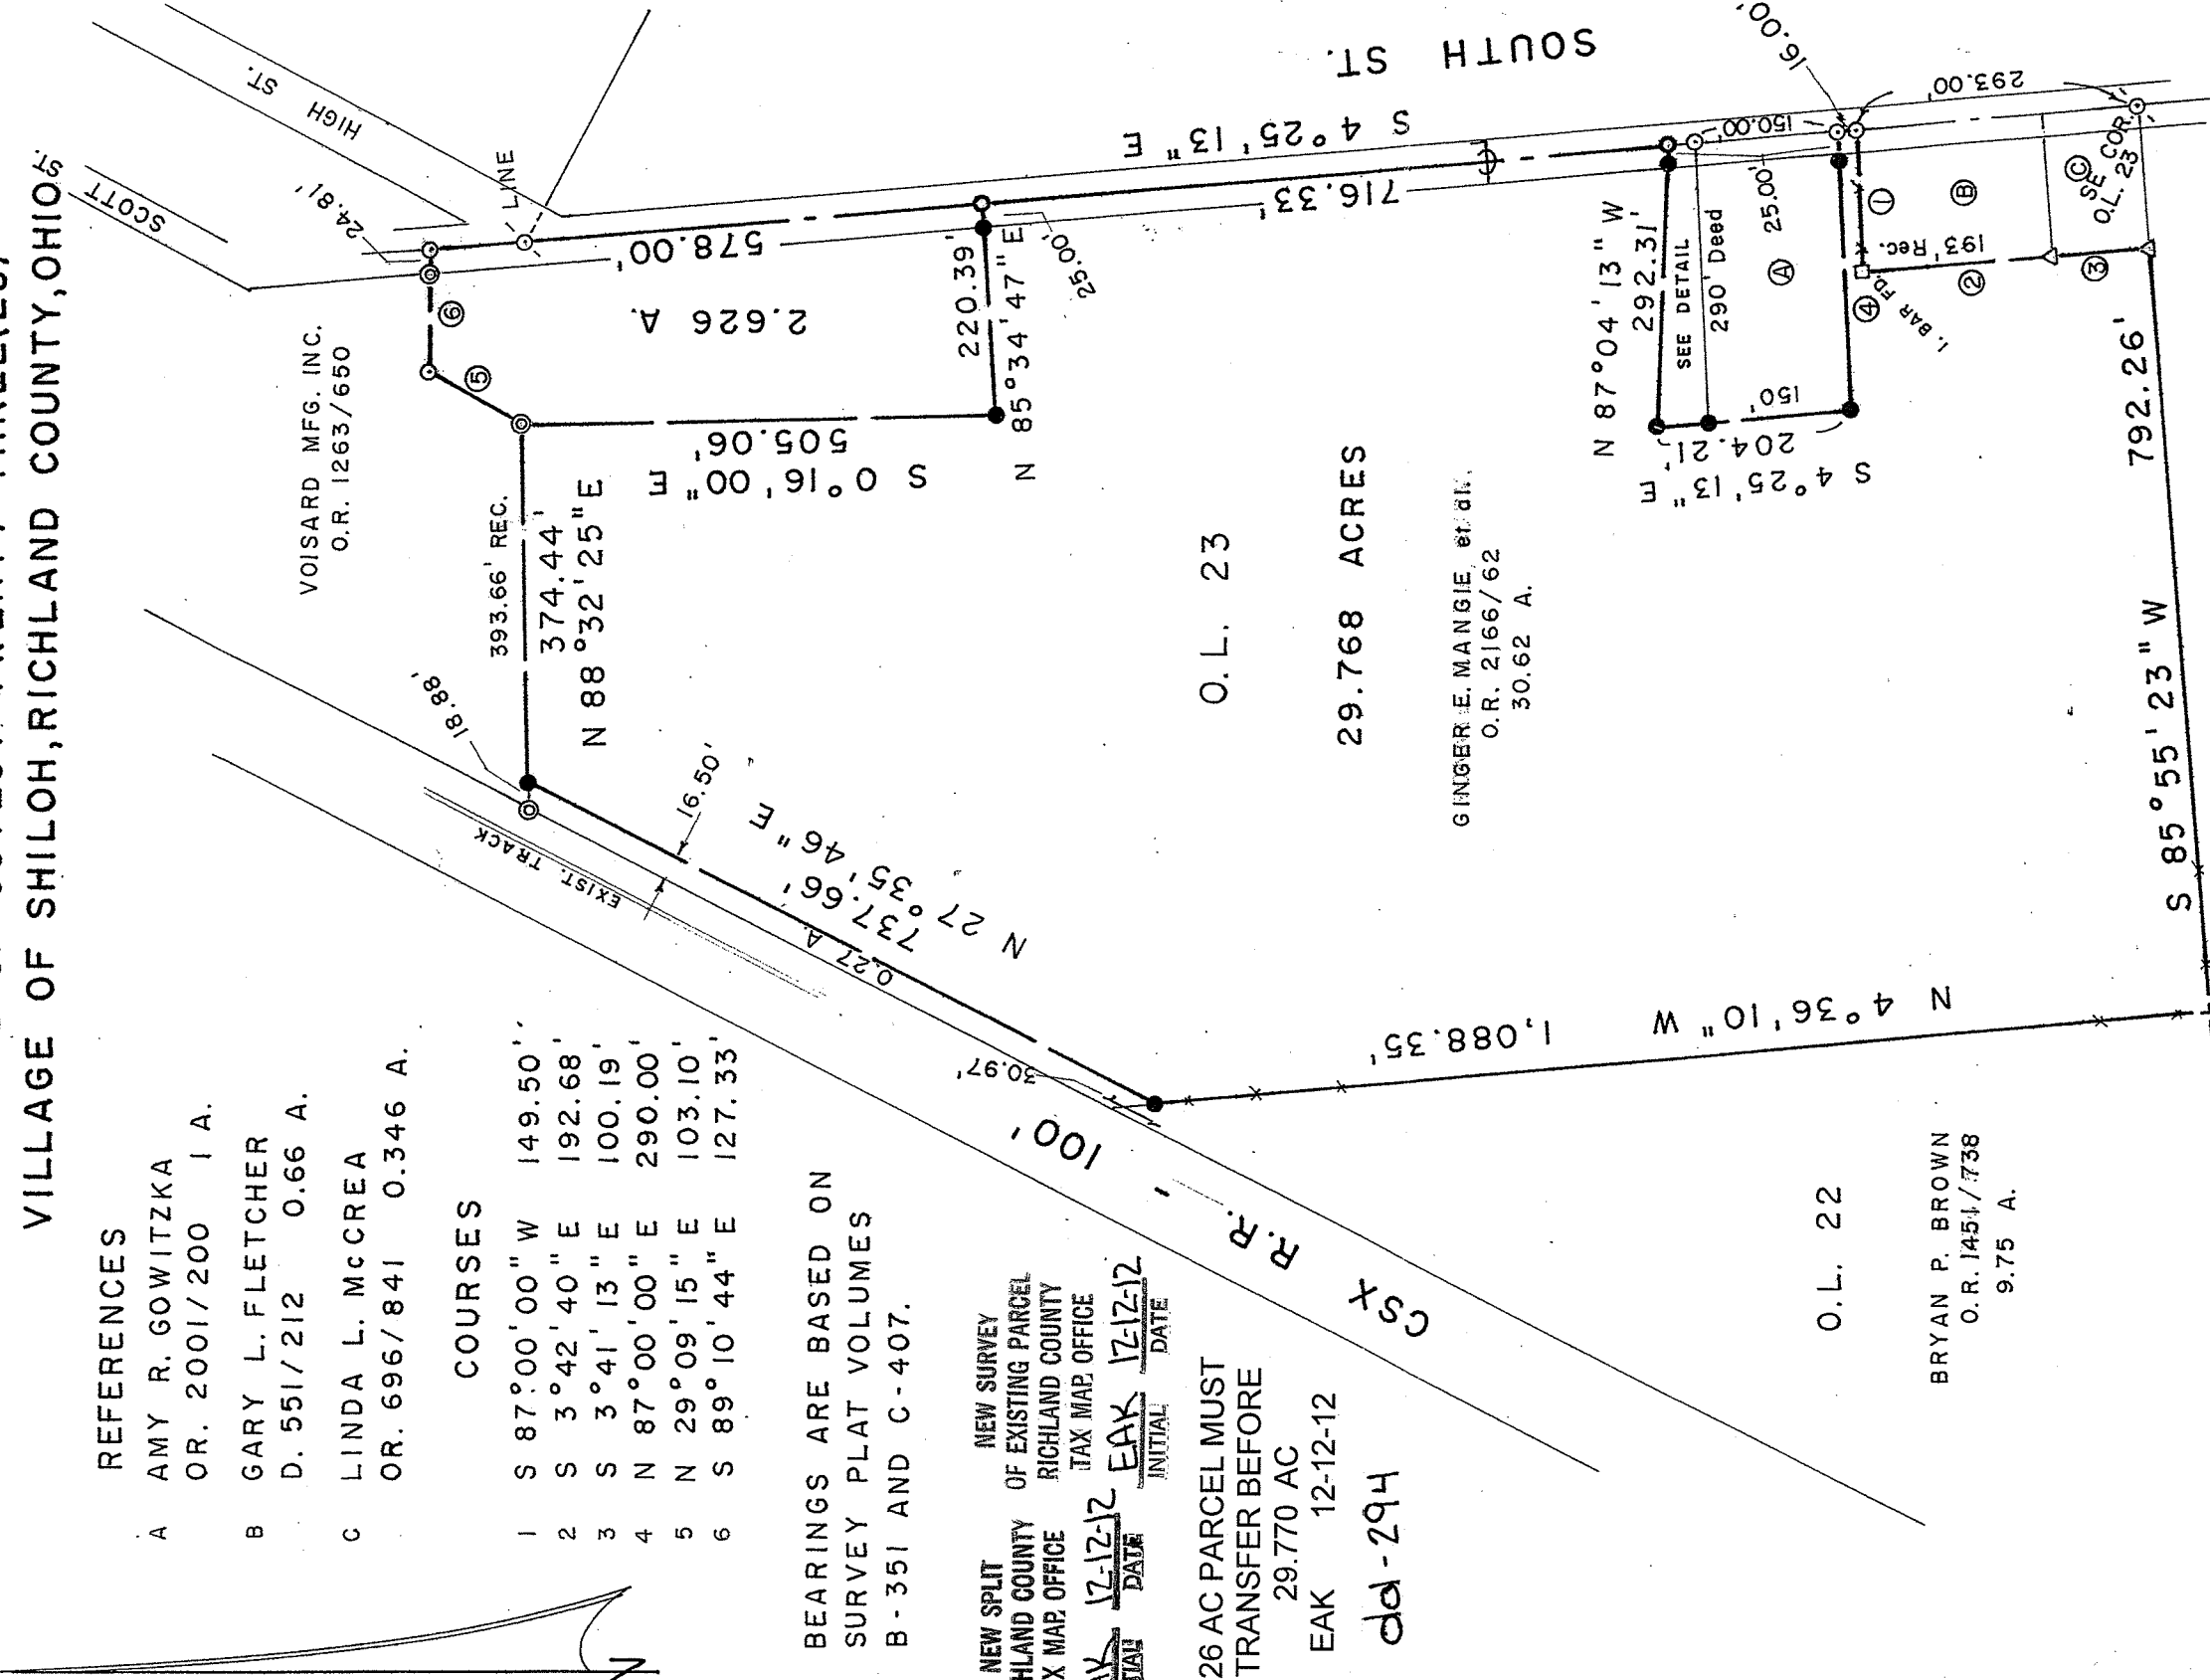 VILLAGE OF SHILOH, RICHLAND COUNTY, OHIO
REFERENCES
A AMY R. GOWITZKA
OR. 2001/200 1 A.
B GARY L. FLETCHER
D. 551/212 0.66 A.
C LINDA L. McCREA
OR. 696/841 0.346 A.
COURSES
1 S 87°00'00" W 149.50'
2 S 3°42'40" E 192.68'
3 S 3°41'13" E 100.19'
4 N 87°00'00" E 290.00'
5 N 29°09'15" E 103.10'
6 S 89°10'44" E 127.33'
BEARINGS ARE BASED ON
SURVEY PLAT VOLUMES
B-351 AND C-407.
NEW SPLIT
HLAND COUNTY
X MAP OFFICE
12-12-12
DATE
NEW SURVEY
OF EXISTING PARCEL
RICHLAND COUNTY
TAX MAP OFFICE
EAK 12-12-12
INITIAL DATE
26 AC PARCEL MUST
TRANSFER BEFORE
29.770 AC
EAK 12-12-12
dd-294
SCOTT ST.
HIGH ST.
SOUTH ST.
VOISARD MFG. INC.
O.R. 1263/650
24.81'
LINE
6
5
578.00'
2.626 A.
505.06'
S 0°16'00" E
220.39'
N 85°34'47" E
25.00'
S 4°25'13" E
716.33'
393.66' REC.
374.44'
N 88°32'25" E
18.88'
EXIST. TRACK
16.50'
N 27°35'46" E
737.66'
0.27 A.
30.97'
CSX R.R. - 100'
1,088.35'
N 4°36'10" W
O.L. 23
29.768 ACRES
GINGER E. MANGIE et al.
O.R. 2166/62
30.62 A.
N 87°04'13" W
292.31'
SEE DETAIL
290' Deed
25.00'
A
150'
204.21'
S 4°25'13" E
150.00'
16.00'
293.00'
1
B
C
SE COR.
O.L. 23
193' Rec.
2
3
4
I. BAR FD.
792.26'
S 85°55'23" W
O.L. 22
BRYAN P. BROWN
O.R. 1451/738
9.75 A.
N